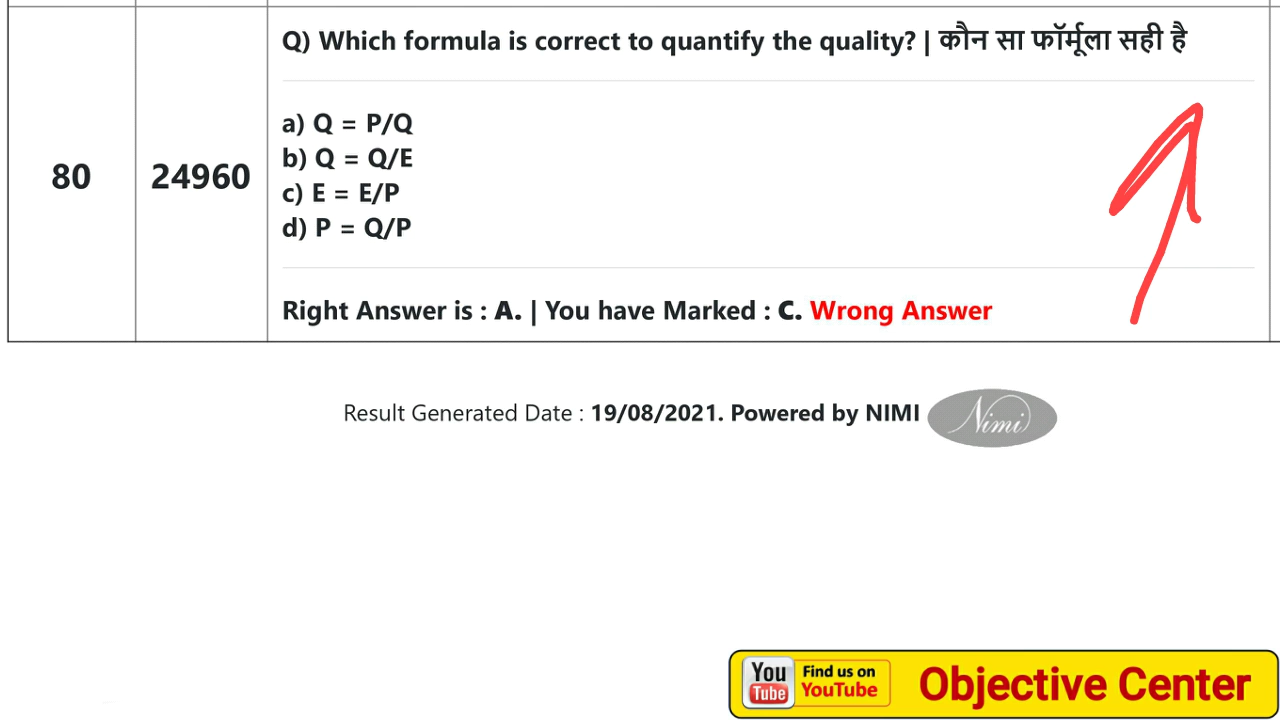 Q) Which formula is correct to quantify the quality? | कौन सा फॉर्मूला सही है
80
24960
a) Q = P/Q
b) Q = Q/E
c) E = E/P
d) P = Q/P
Right Answer is : A. | You have Marked : C. Wrong Answer
Result Generated Date : 19/08/2021. Powered by NIMI
Nimi
You
Tube
Find us on
YouTube
Objective Center